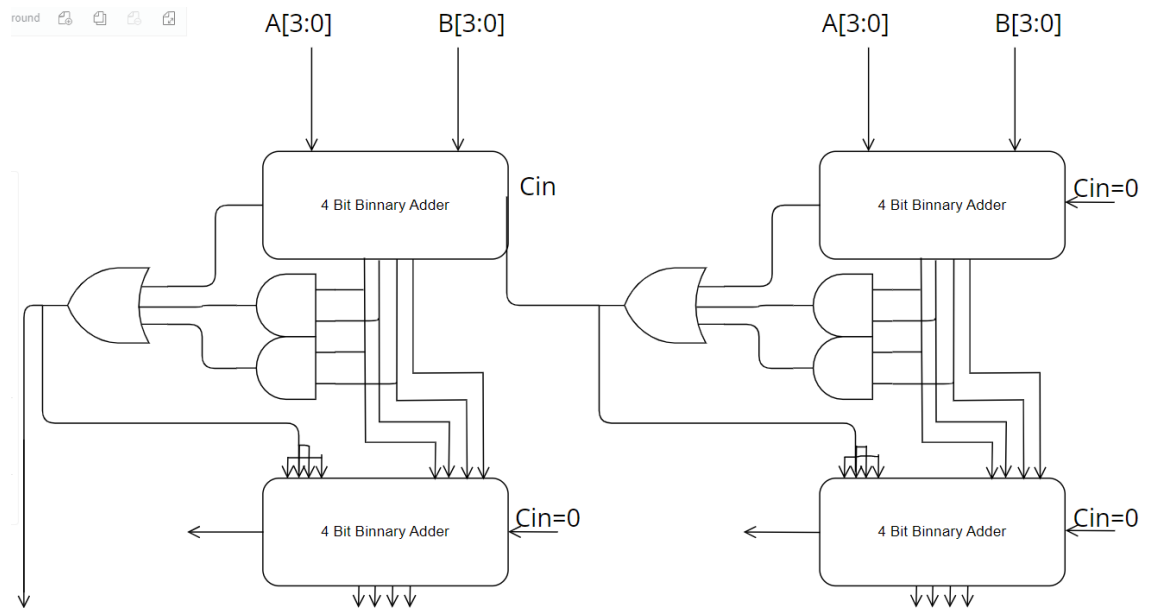 round
A[3:0] B[3:0] A[3:0] B[3:0]
4 Bit Binnary Adder Cin 4 Bit Binnary Adder Cin=0
4 Bit Binnary Adder Cin=0 4 Bit Binnary Adder Cin=0